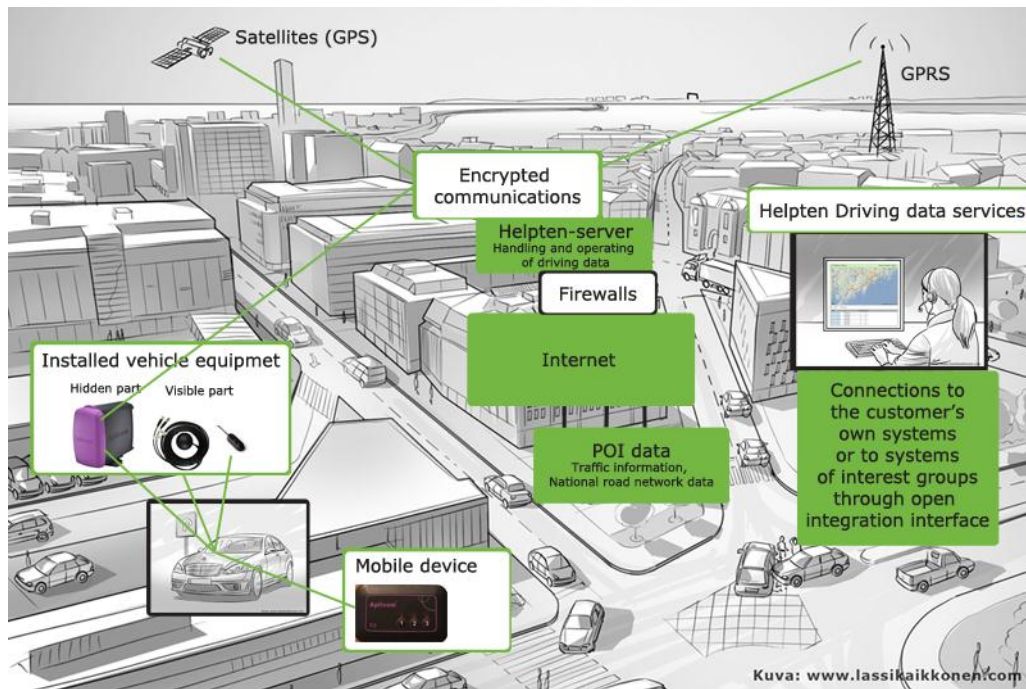 Satellites (GPS)
GPRS
Encrypted
communications
Helpten-server
Handling and operating
of driving data
Firewalls
Internet
POI data
Traffic information,
National road network data
Helpten Driving data services
Connections to
the customer's
own systems
or to systems
of interest groups
through open
integration interface
Installed vehicle equipmet
Hidden part
Visible part
Mobile device
Kuva: www.lassikaikkonen.com